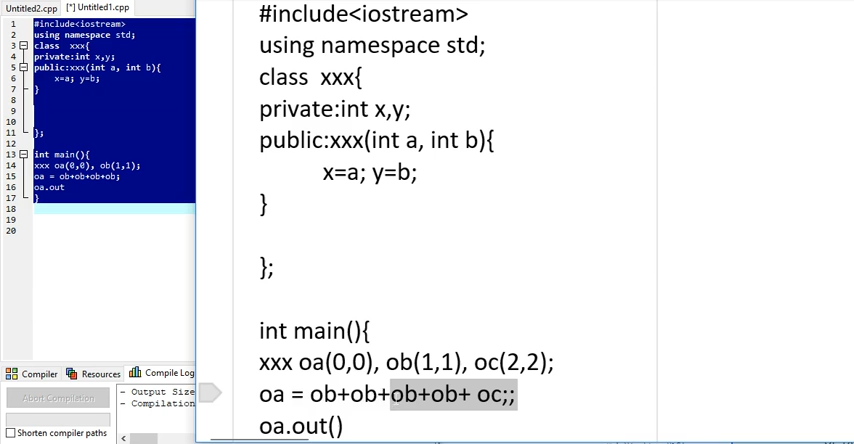 Untitled2.cpp [*] Untitled1.cpp
1 #include<iostream>
2 using namespace std;
3 class  xxx{
4 private:int x,y;
5 public:xxx(int a, int b){
6 x=a; y=b;
7 }
8
9
10
11 };
12
13 int main(){
14 xxx oa(0,0), ob(1,1);
15 oa = ob+ob+ob+ob;
16 oa.out
17 }
18
19
20
Compiler Resources Compile Log
Abort Compilation
Shorten compiler paths
- Output Size
- Compilation
#include<iostream>
using namespace std;
class  xxx{
private:int x,y;
public:xxx(int a, int b){
x=a; y=b;
}
};
int main(){
xxx oa(0,0), ob(1,1), oc(2,2);
oa = ob+ob+ob+ob+ oc;;
oa.out()